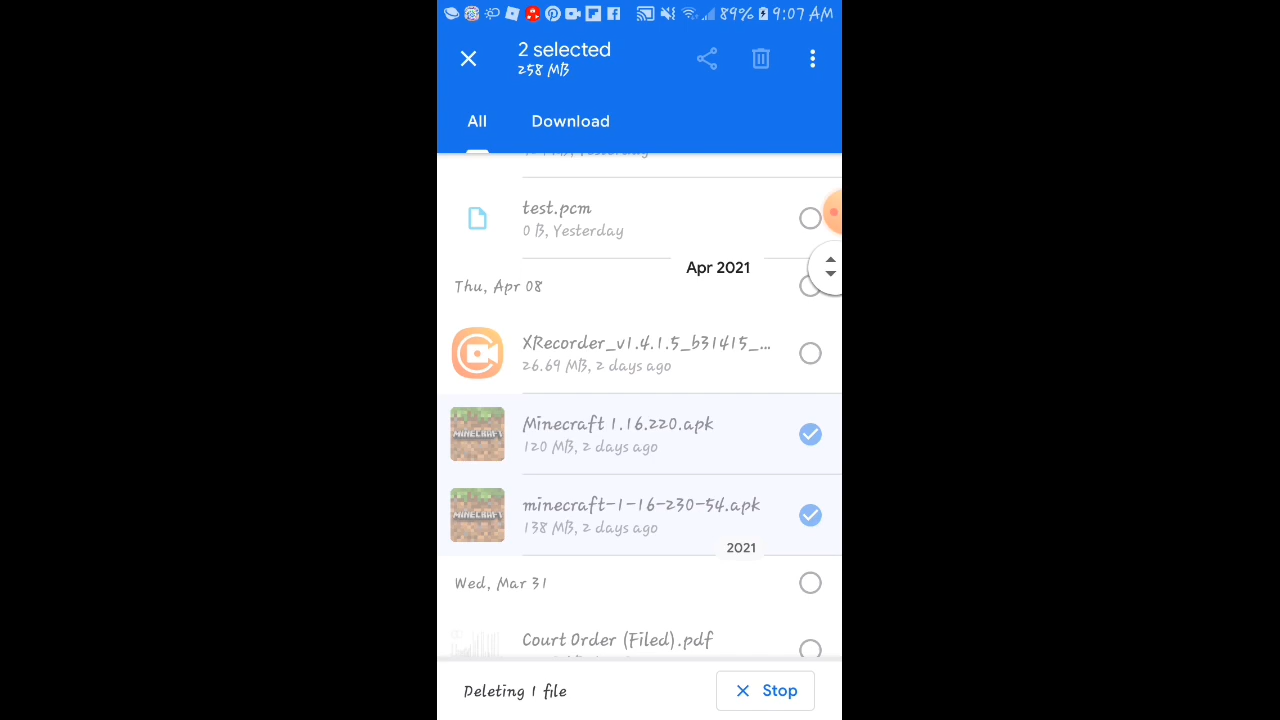 89% 9:07 AM
2 selected
258 MB
All Download
Yesterday
test.pcm
0 B, Yesterday
Apr 2021
Thu, Apr 08
XRecorder_v1.4.1.5_b31415_...
26.69 MB, 2 days ago
MINECRAFT
Minecraft 1.16.220.apk
120 MB, 2 days ago
MINECRAFT
minecraft-1-16-230-54.apk
138 MB, 2 days ago
2021
Wed, Mar 31
Court Order (Filed).pdf
Deleting 1 file
Stop